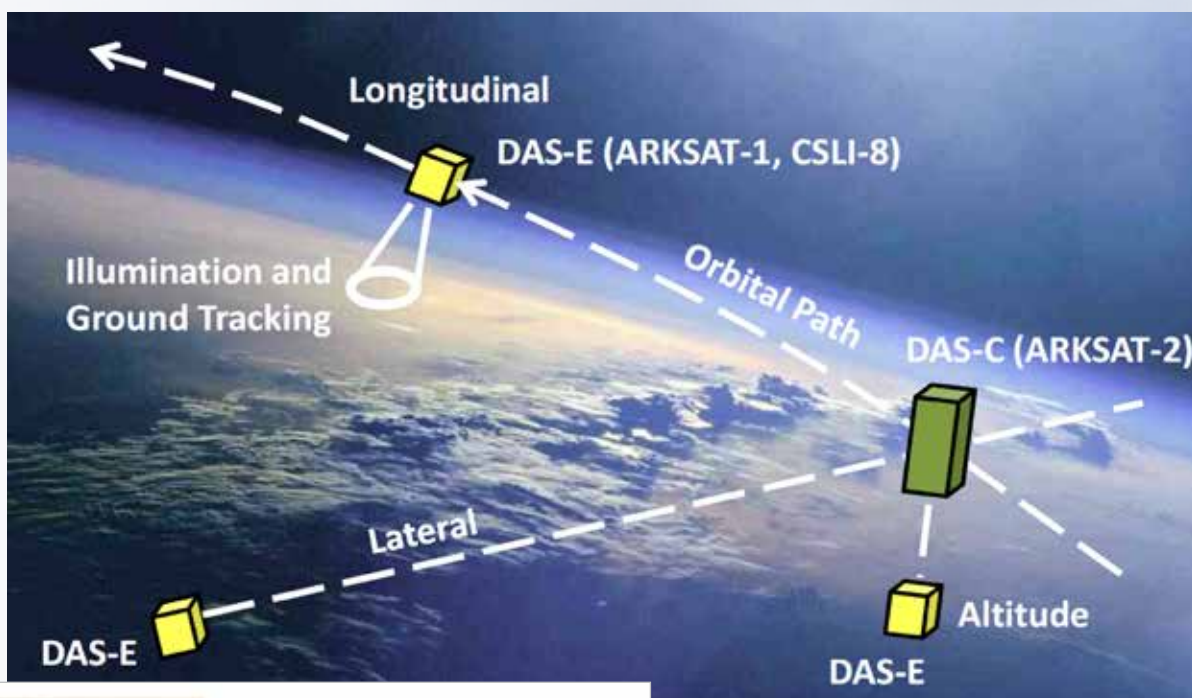 Longitudinal
DAS-E (ARKSAT-1, CSLI-8)
Illumination and
Ground Tracking
Orbital Path
DAS-C (ARKSAT-2)
Lateral
Altitude
DAS-E
DAS-E